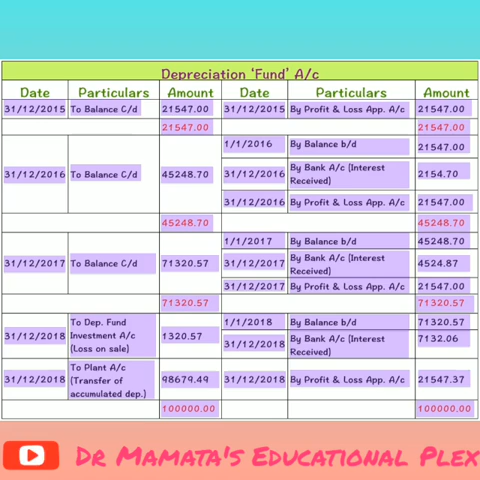 Depreciation ‘Fund’ A/c
Date Particulars Amount Date Particulars Amount
31/12/2015 To Balance C/d 21547.00 31/12/2015 By Profit & Loss App. A/c 21547.00
21547.00 21547.00
1/1/2016 By Balance b/d 21547.00
31/12/2016 To Balance C/d 45248.70 31/12/2016 By Bank A/c (Interest 2154.70
Received)
31/12/2016 By Profit & Loss App. A/c 21547.00
45248.70 45248.70
1/1/2017 By Balance b/d 45248.70
31/12/2017 To Balance C/d 71320.57 31/12/2017 By Bank A/c (Interest 4524.87
Received)
31/12/2017 By Profit & Loss App. A/c 21547.00
71320.57 71320.57
To Dep. Fund 1/1/2018 By Balance b/d 71320.57
31/12/2018 Investment A/c 1320.57 31/12/2018 By Bank A/c (Interest 7132.06
(Loss on sale) Received)
To Plant A/c
31/12/2018 (Transfer of 98679.49 31/12/2018 By Profit & Loss App. A/c 21547.37
accumulated dep.)
100000.00 100000.00
Dr Mamata's Educational Plex